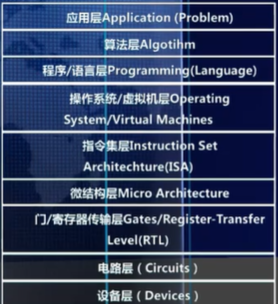 应用层Application (Problem)
算法层Algotihm
程序/语言层Programming(Language)
操作系统/虚拟机层Operating
System/Virtual Machines
指令集层Instruction Set
Architechture(ISA)
微结构层Micro Architecture
门/寄存器传输层Gates/Register-Transfer
Level(RTL)
电路层（Circuits）
设备层（Devices）